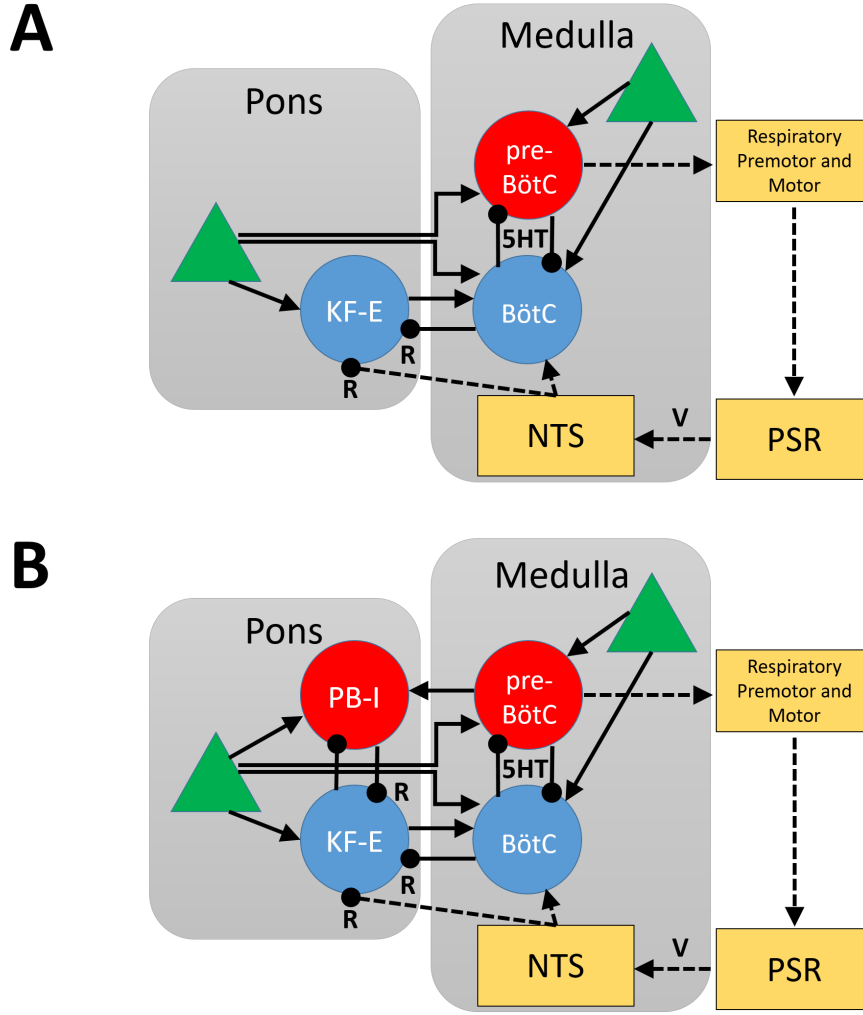 A
Medulla
Pons
pre-
BötC
Respiratory
Premotor and
Motor
5HT
KF-E
BötC
R
R
V
NTS
PSR
B
Medulla
Pons
PB-I
pre-
BötC
Respiratory
Premotor and
Motor
5HT
R
KF-E
BötC
R
R
V
NTS
PSR